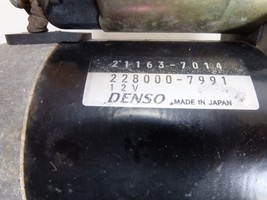 21163-7014
228000-7991
12V
DENSO MADE IN JAPAN